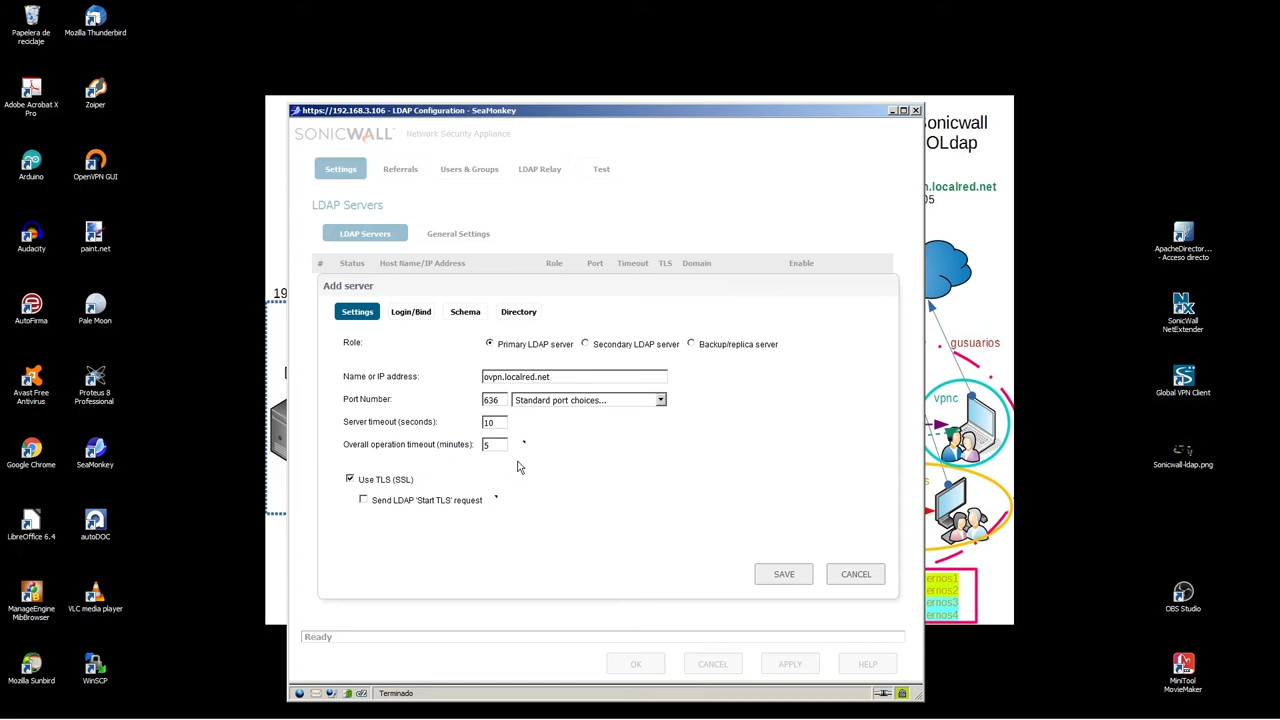 Papelera de
reciclaje
Mozilla Thunderbird
Adobe Acrobat X
Pro
Zoiper
Arduino
OpenVPN GUI
Audacity
paint.net
AutoFirma
Pale Moon
Avast Free
Antivirus
Proteus 8
Professional
Google Chrome
SeaMonkey
LibreOffice 6.4
autoDOC
ManageEngine
MibBrowser
VLC media player
Mozilla Sunbird
WinSCP
https://192.168.3.106 - LDAP Configuration - SeaMonkey
SONICWALL Network Security Appliance
Settings Referrals Users & Groups LDAP Relay Test
LDAP Servers
LDAP Servers General Settings
# Status Host Name/IP Address Role Port Timeout TLS Domain Enable
Add server
Settings Login/Bind Schema Directory
Role: Primary LDAP server Secondary LDAP server Backup/replica server
Name or IP address: ovpn.localred.net
Port Number: 636 Standard port choices...
Server timeout (seconds): 10
Overall operation timeout (minutes): 5
Use TLS (SSL)
Send LDAP 'Start TLS' request
SAVE CANCEL
Ready
OK CANCEL APPLY HELP
Terminado
19
onicwall
OLdap
n.localred.net
05
gusuarios
vpnc
s
ernos1
ernos2
ernos3
ernos4
ApacheDirector...
- Acceso directo
SonicWall
NetExtender
Global VPN Client
Sonicwall-ldap.png
OBS Studio
MiniTool
MovieMaker